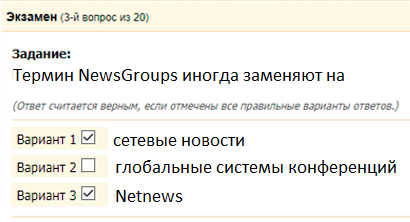 Экзамен (3-й вопрос из 20)
Задание:
Термин NewsGroups иногда заменяют на
(Ответ считается верным, если отмечены все правильные варианты ответов.)
Вариант 1 сетевые новости
Вариант 2 глобальные системы конференций
Вариант 3 Netnews